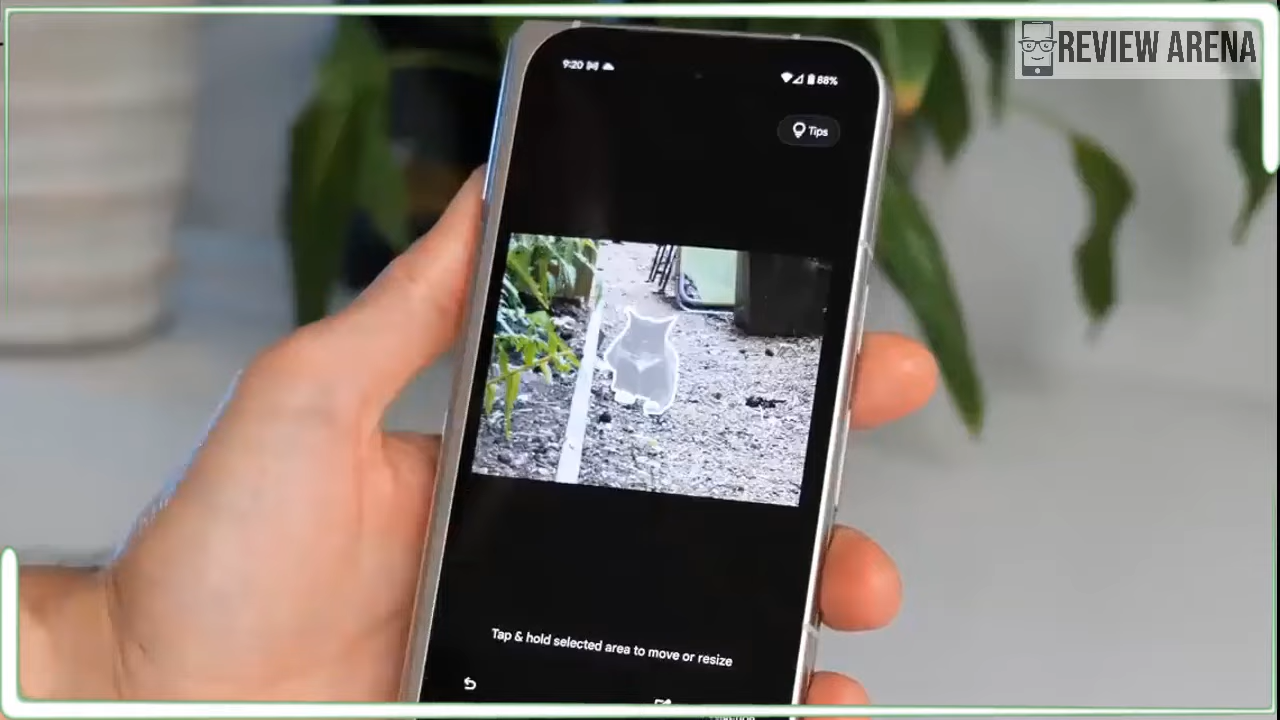 REVIEW ARENA
9:20
88%
Tips
Tap & hold selected area to move or resize